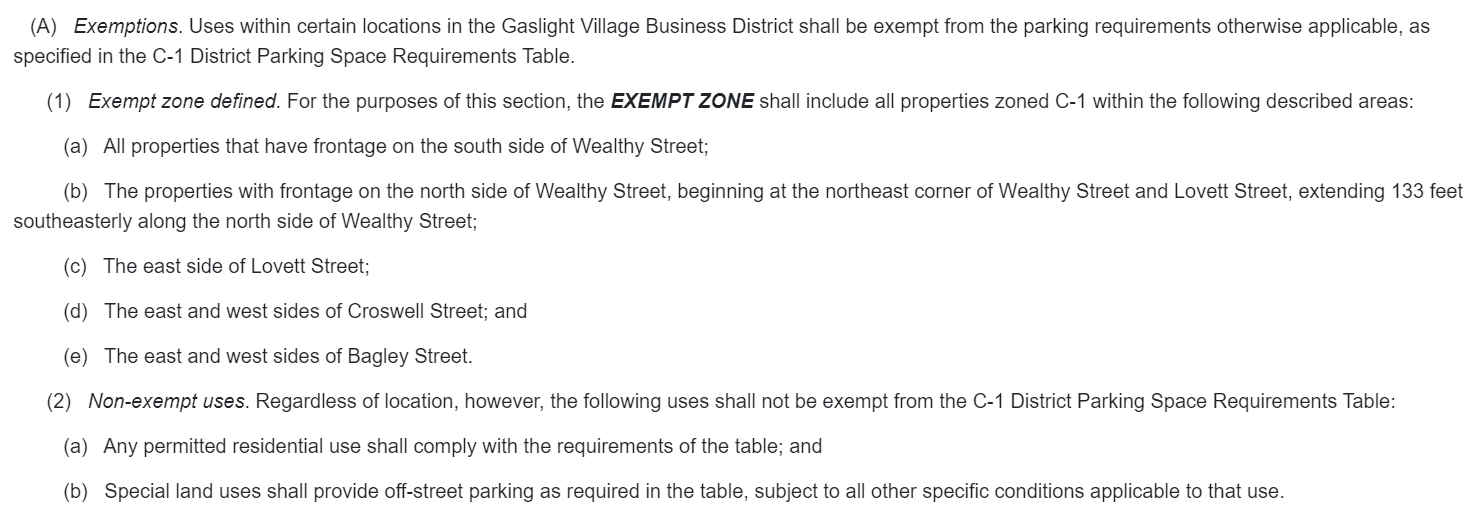 (A) Exemptions. Uses within certain locations in the Gaslight Village Business District shall be exempt from the parking requirements otherwise applicable, as
specified in the C-1 District Parking Space Requirements Table.
(1) Exempt zone defined. For the purposes of this section, the EXEMPT ZONE shall include all properties zoned C-1 within the following described areas:
(a) All properties that have frontage on the south side of Wealthy Street;
(b) The properties with frontage on the north side of Wealthy Street, beginning at the northeast corner of Wealthy Street and Lovett Street, extending 133 feet
southeasterly along the north side of Wealthy Street;
(c) The east side of Lovett Street;
(d) The east and west sides of Croswell Street; and
(e) The east and west sides of Bagley Street.
(2) Non-exempt uses. Regardless of location, however, the following uses shall not be exempt from the C-1 District Parking Space Requirements Table:
(a) Any permitted residential use shall comply with the requirements of the table; and
(b) Special land uses shall provide off-street parking as required in the table, subject to all other specific conditions applicable to that use.